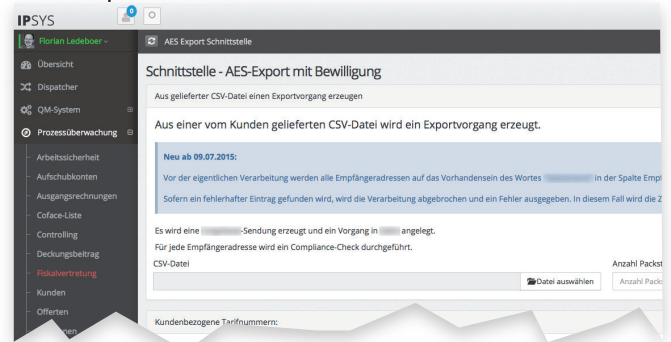 IPSYS
Florian Ledeboer
AES Export Schnittstelle
Übersicht
Dispatcher
QM-System
Prozessüberwachung
Arbeitssicherheit
Aufschubkonten
Ausgangsrechnungen
Coface-Liste
Controlling
Deckungsbeitrag
Fiskalvertretung
Kunden
Offerten
nen
Schnittstelle - AES-Export mit Bewilligung
Aus gelieferter CSV-Datei einen Exportvorgang erzeugen
Aus einer vom Kunden gelieferten CSV-Datei wird ein Exportvorgang erzeugt.
Neu ab 09.07.2015:
Vor der eigentlichen Verarbeitung werden alle Empfängeradressen auf das Vorhandensein des Wortes in der Spalte Empf
Sofern ein fehlerhafter Eintrag gefunden wird, wird die Verarbeitung abgebrochen und ein Fehler ausgegeben. In diesem Fall wird die Z
Es wird eine -Sendung erzeugt und ein Vorgang in angelegt.
Für jede Empfängeradresse wird ein Compliance-Check durchgeführt.
CSV-Datei
Anzahl Packst
Datei auswählen
Anzahl Packs
Kundenbezogene Tarifnummern: